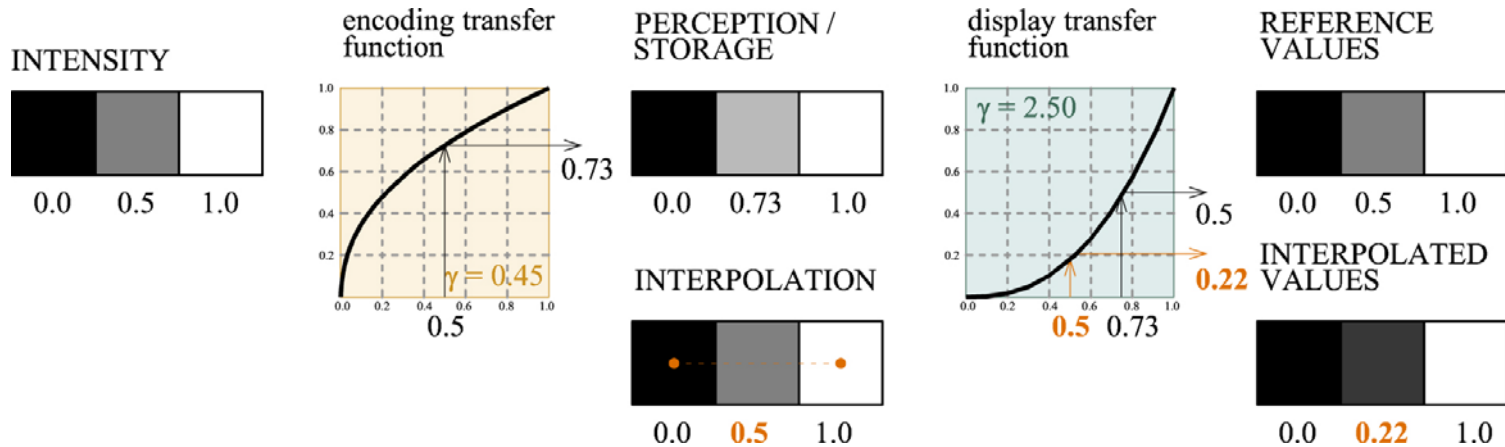 INTENSITY
0.0 0.5 1.0
encoding transfer
function
1.0
0.8
0.6
0.4
0.2
0.0 0.2 0.4 0.6 0.8 1.0
γ = 0.45
0.5
0.73
PERCEPTION /
STORAGE
0.0 0.73 1.0
INTERPOLATION
0.0 0.5 1.0
display transfer
function
γ = 2.50
1.0
0.8
0.6
0.4
0.2
0.0 0.2 0.4 0.6 0.8 1.0
0.5 0.73
0.5
0.22
REFERENCE
VALUES
0.0 0.5 1.0
INTERPOLATED
VALUES
0.0 0.22 1.0